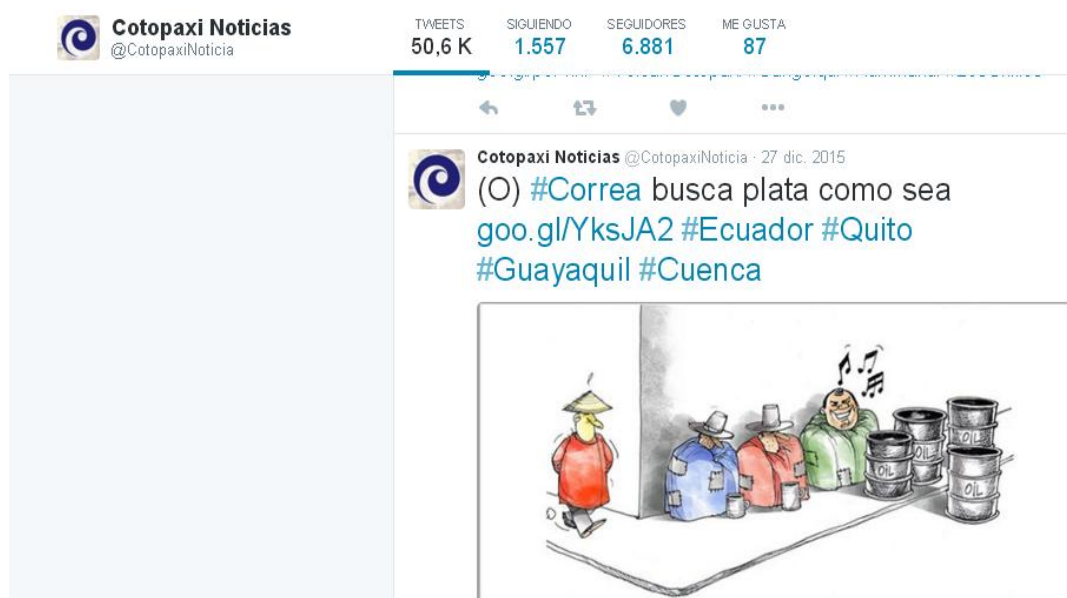 Cotopaxi Noticias
@CotopaxiNoticia
TWEETS SIGUIENDO SEGUIDORES ME GUSTA
50,6 K 1.557 6.881 87
Cotopaxi Noticias @CotopaxiNoticia · 27 dic. 2015
(O) #Correa busca plata como sea
goo.gl/YksJA2 #Ecuador #Quito
#Guayaquil #Cuenca
OIL
OIL
OIL
OIL